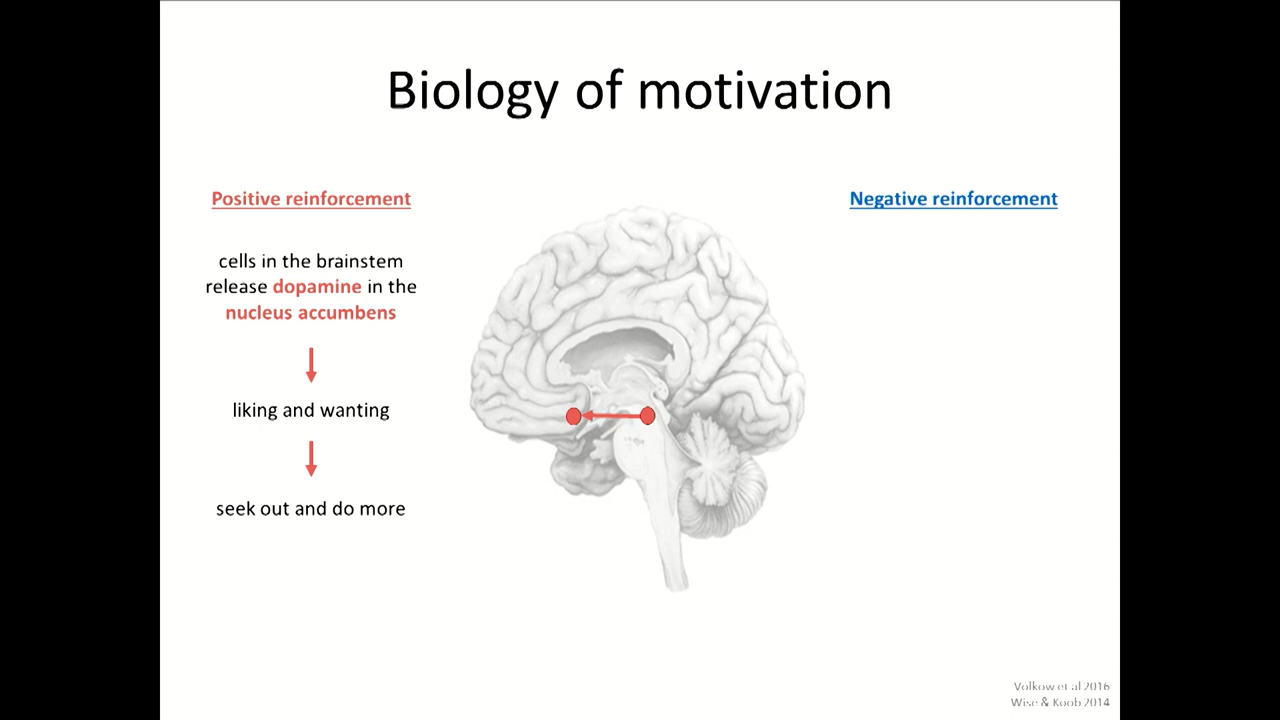 Biology of motivation
Positive reinforcement
cells in the brainstem
release dopamine in the
nucleus accumbens
liking and wanting
seek out and do more
Negative reinforcement
Volkow et al 2016
Wise & Koob 2014